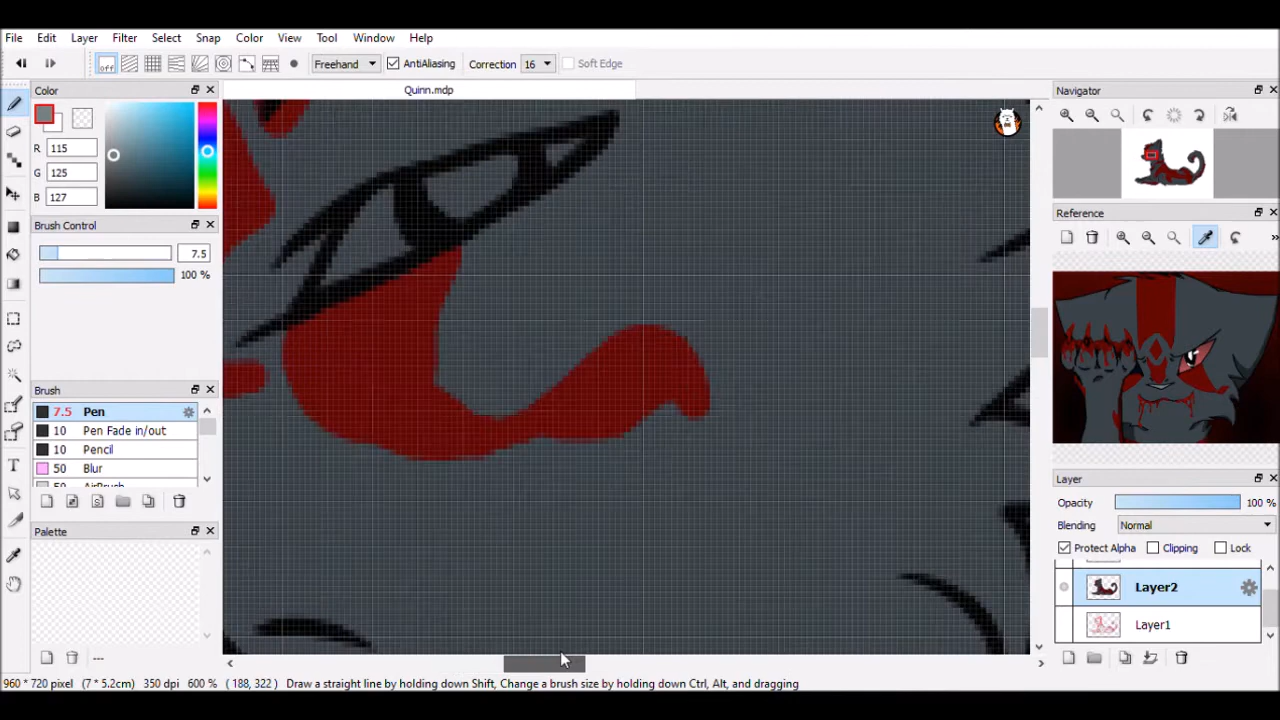 File Edit Layer Filter Select Snap Color View Tool Window Help
off Freehand AntiAliasing Correction 16 Soft Edge
Color
Quinn.mdp
Navigator
R 115
G 125
B 127
Brush Control
7.5
100 %
Reference
Brush
7.5 Pen
10 Pen Fade in/out
10 Pencil
50 Blur
50 AirBrush
Palette
Layer
Opacity 100 %
Blending Normal
Protect Alpha Clipping Lock
Layer2
Layer1
960 * 720 pixel (7 * 5.2cm) 350 dpi 600 % ( 188, 322 ) Draw a straight line by holding down Shift, Change a brush size by holding down Ctrl, Alt, and dragging